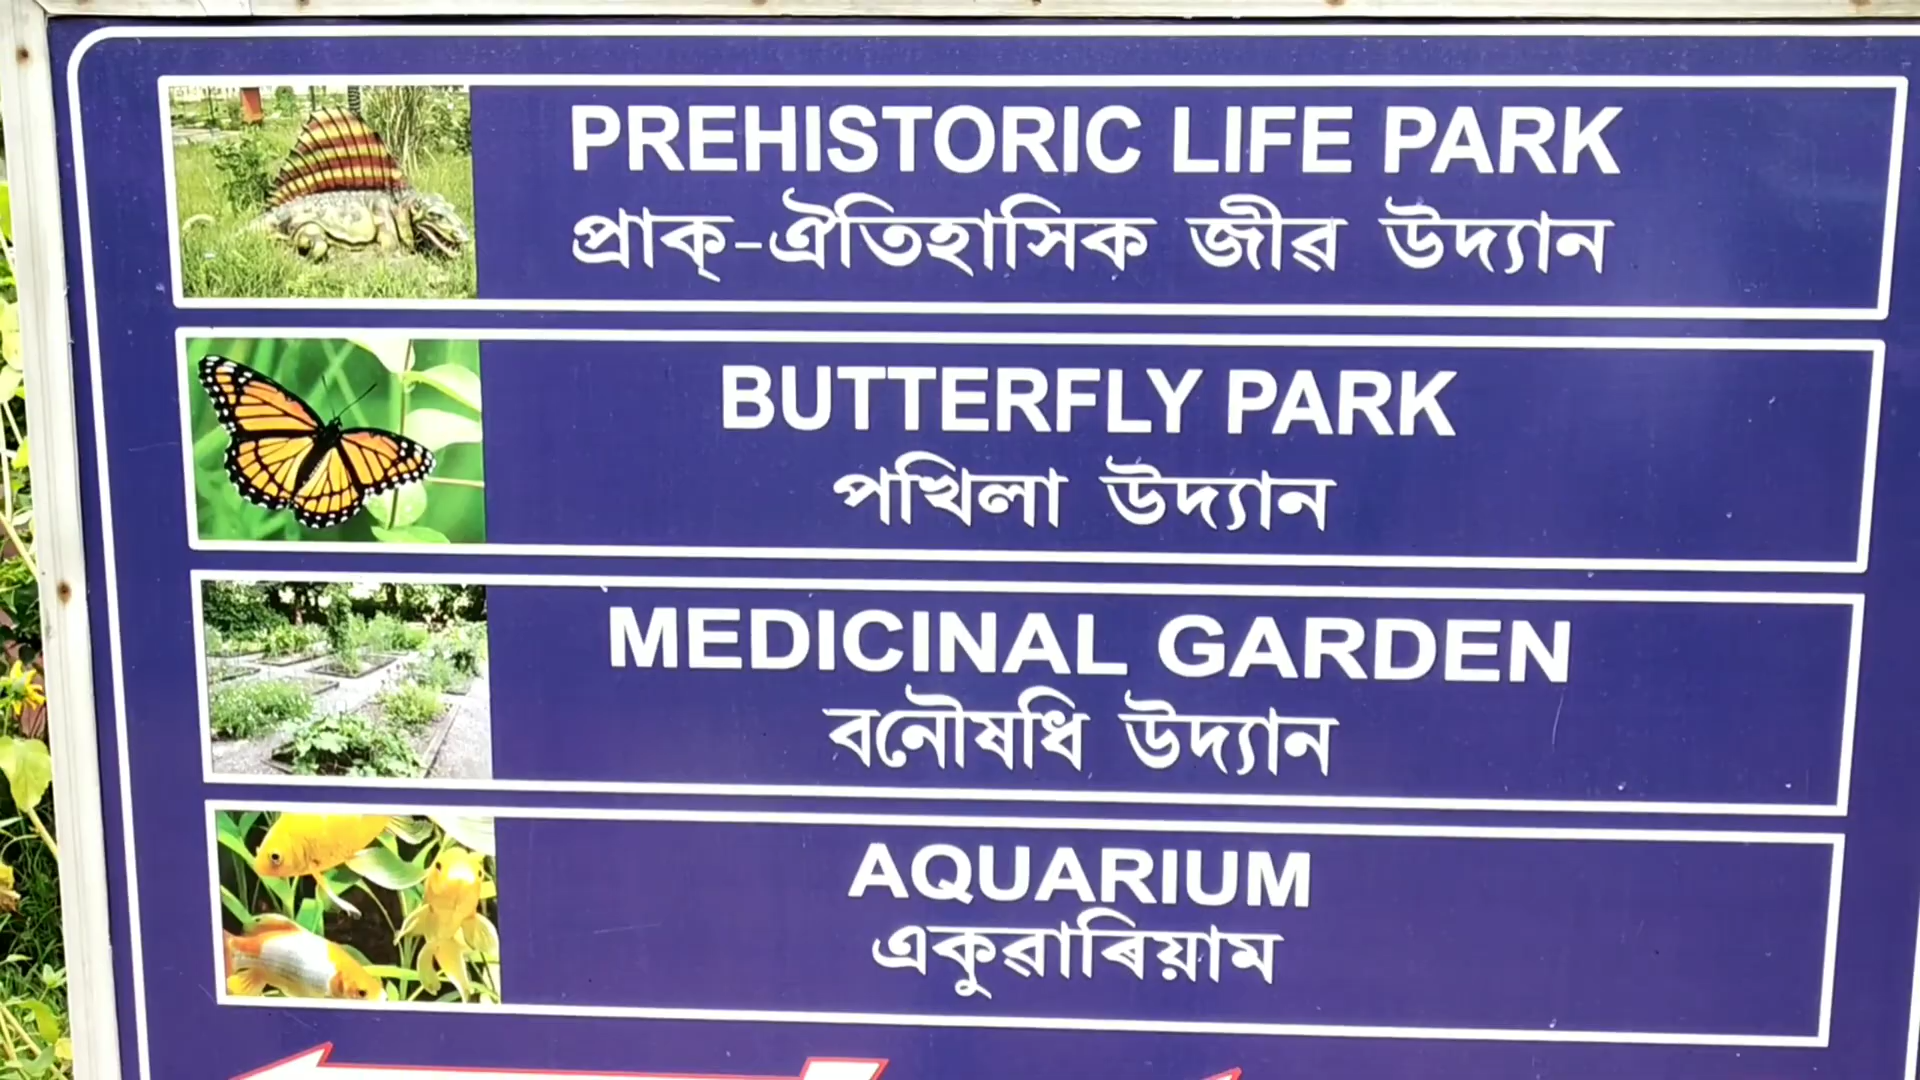 PREHISTORIC LIFE PARK
প্ৰাক্-ঐতিহাসিক জীৱ উদ্যান
BUTTERFLY PARK
পখিলা উদ্যান
MEDICINAL GARDEN
বনৌষধি উদ্যান
AQUARIUM
একুৱাৰিয়াম